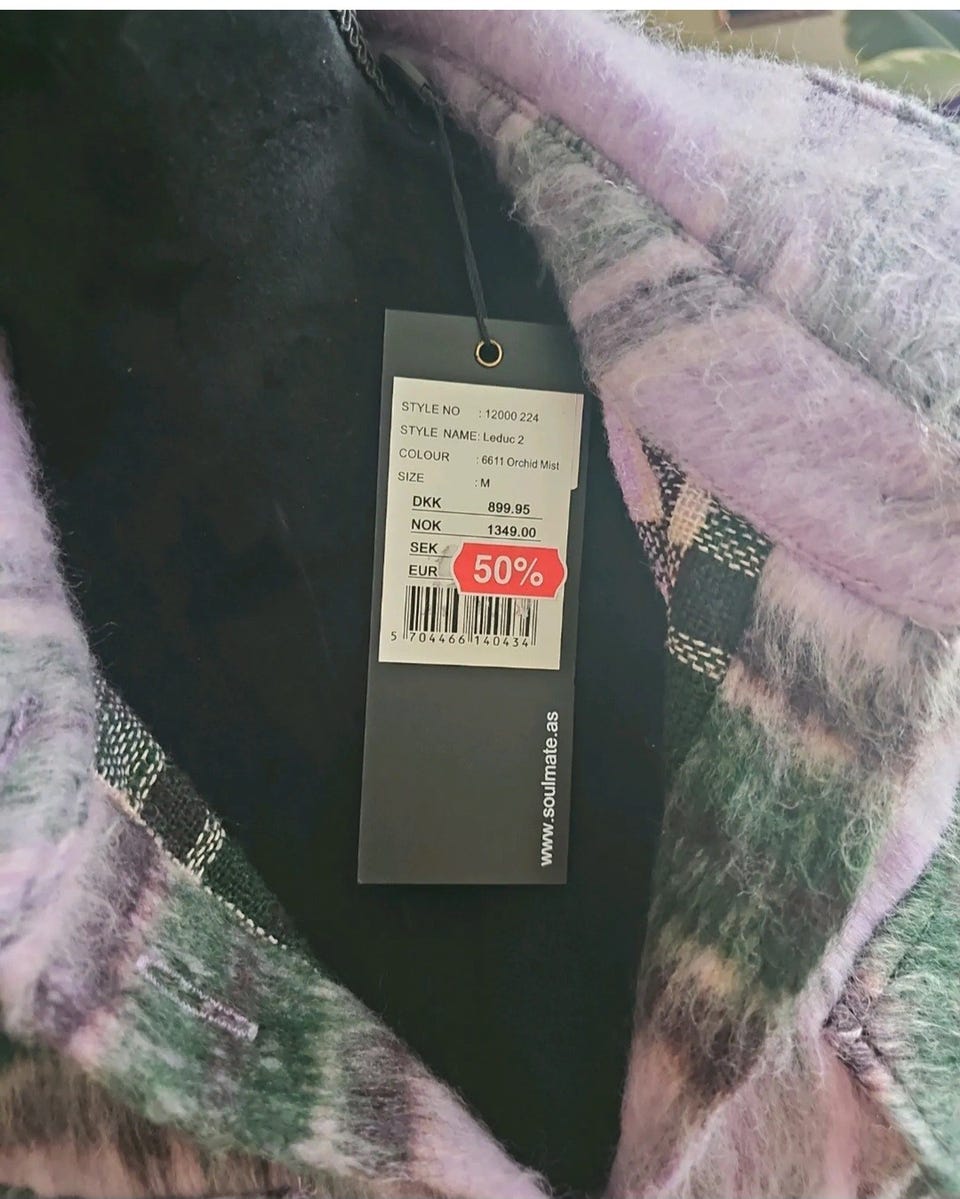 STYLE NO : 12000 224
STYLE NAME: Leduc 2
COLOUR : 6611 Orchid Mist
SIZE : M
DKK 899.95
NOK 1349.00
SEK
EUR
50%
5 704466 140434
www.soulmate.as